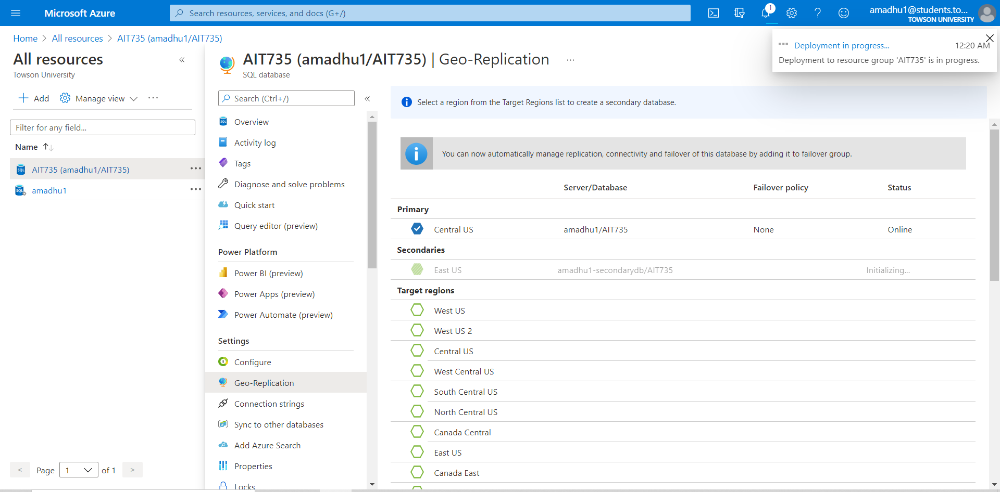 Microsoft Azure
Search resources, services, and docs (G+/)
1
amadhu1@students.to...
TOWSON UNIVERSITY
Home > All resources > AIT735 (amadhu1/AIT735)
Deployment in progress...
12:20 AM
Deployment to resource group 'AIT735' is in progress.
All resources
Towson University
«
Add
Manage view
...
Filter for any field...
Name
AIT735 (amadhu1/AIT735)
...
amadhu1
...
< Page 1 of 1 >
AIT735 (amadhu1/AIT735) | Geo-Replication
...
SQL database
Search (Ctrl+/)
«
Overview
Activity log
Tags
Diagnose and solve problems
Quick start
Query editor (preview)
Power Platform
Power BI (preview)
Power Apps (preview)
Power Automate (preview)
Settings
Configure
Geo-Replication
Connection strings
Sync to other databases
Add Azure Search
Properties
Locks
Select a region from the Target Regions list to create a secondary database.
You can now automatically manage replication, connectivity and failover of this database by adding it to failover group.
Server/Database Failover policy Status
Primary
Central US amadhu1/AIT735 None Online
Secondaries
East US amadhu1-secondarydb/AIT735 Initializing...
Target regions
West US
West US 2
Central US
West Central US
South Central US
North Central US
Canada Central
East US
Canada East